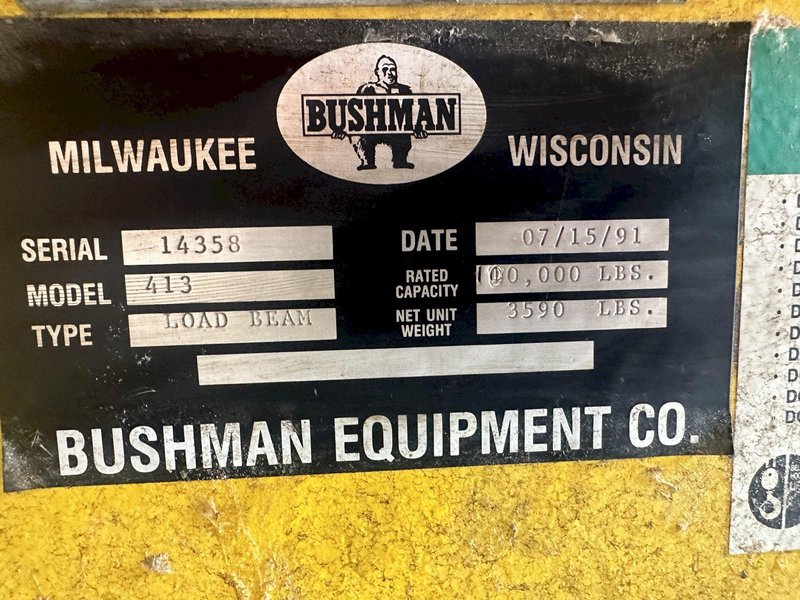 BUSHMAN
MILWAUKEE WISCONSIN
SERIAL 14358
DATE 07/15/91
MODEL 413
RATED CAPACITY 100,000 LBS.
TYPE LOAD BEAM
NET UNIT WEIGHT 3590 LBS.
BUSHMAN EQUIPMENT CO.